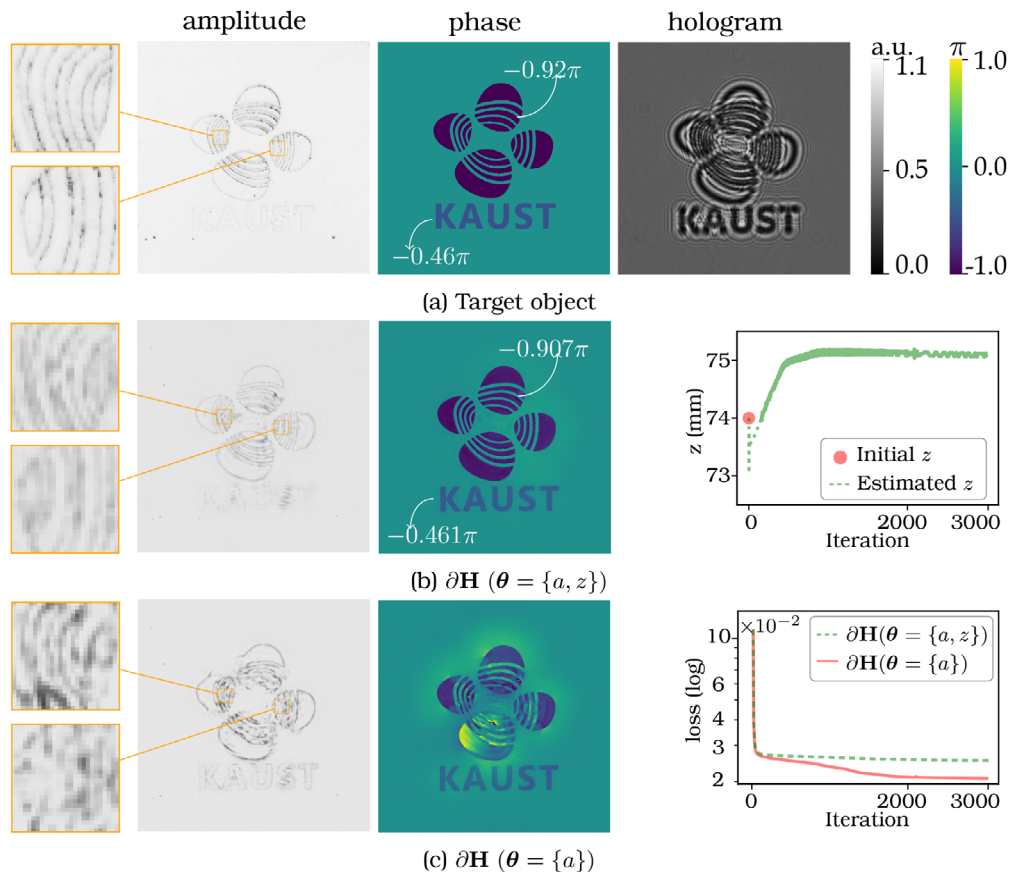 amplitude phase hologram
a.u. π
1.1 1.0
−0.92π
0.5 0.0
KAUST KAUST KAUST
−0.46π
0.0 -1.0
(a) Target object
−0.907π
KAUST KAUST
−0.461π
75
74
73
z (mm)
Initial z
Estimated z
0 2000 3000
Iteration
(b) ∂H (θ = {a, z})
KAUST KAUST
×10−2
10
6
4
3
2
loss (log)
∂H(θ = {a, z})
∂H(θ = {a})
0 2000 3000
Iteration
(c) ∂H (θ = {a})